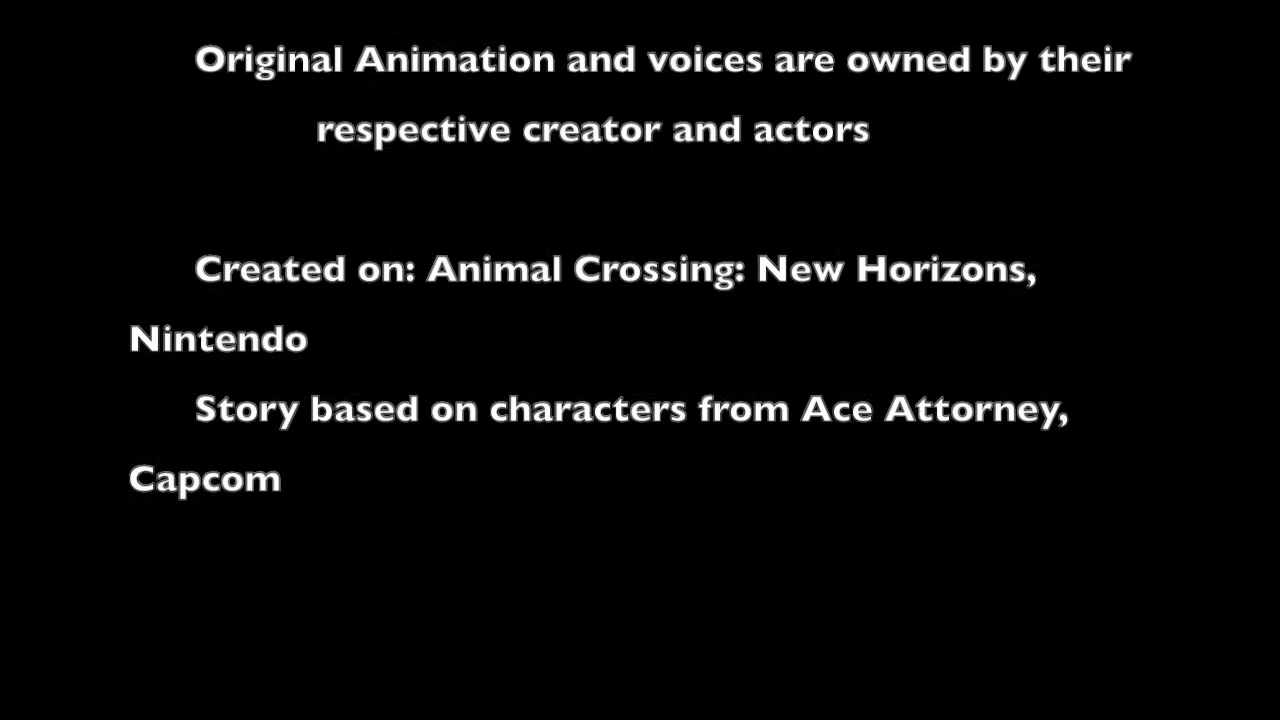 Original Animation and voices are owned by their
respective creator and actors
Created on: Animal Crossing: New Horizons,
Nintendo
Story based on characters from Ace Attorney,
Capcom